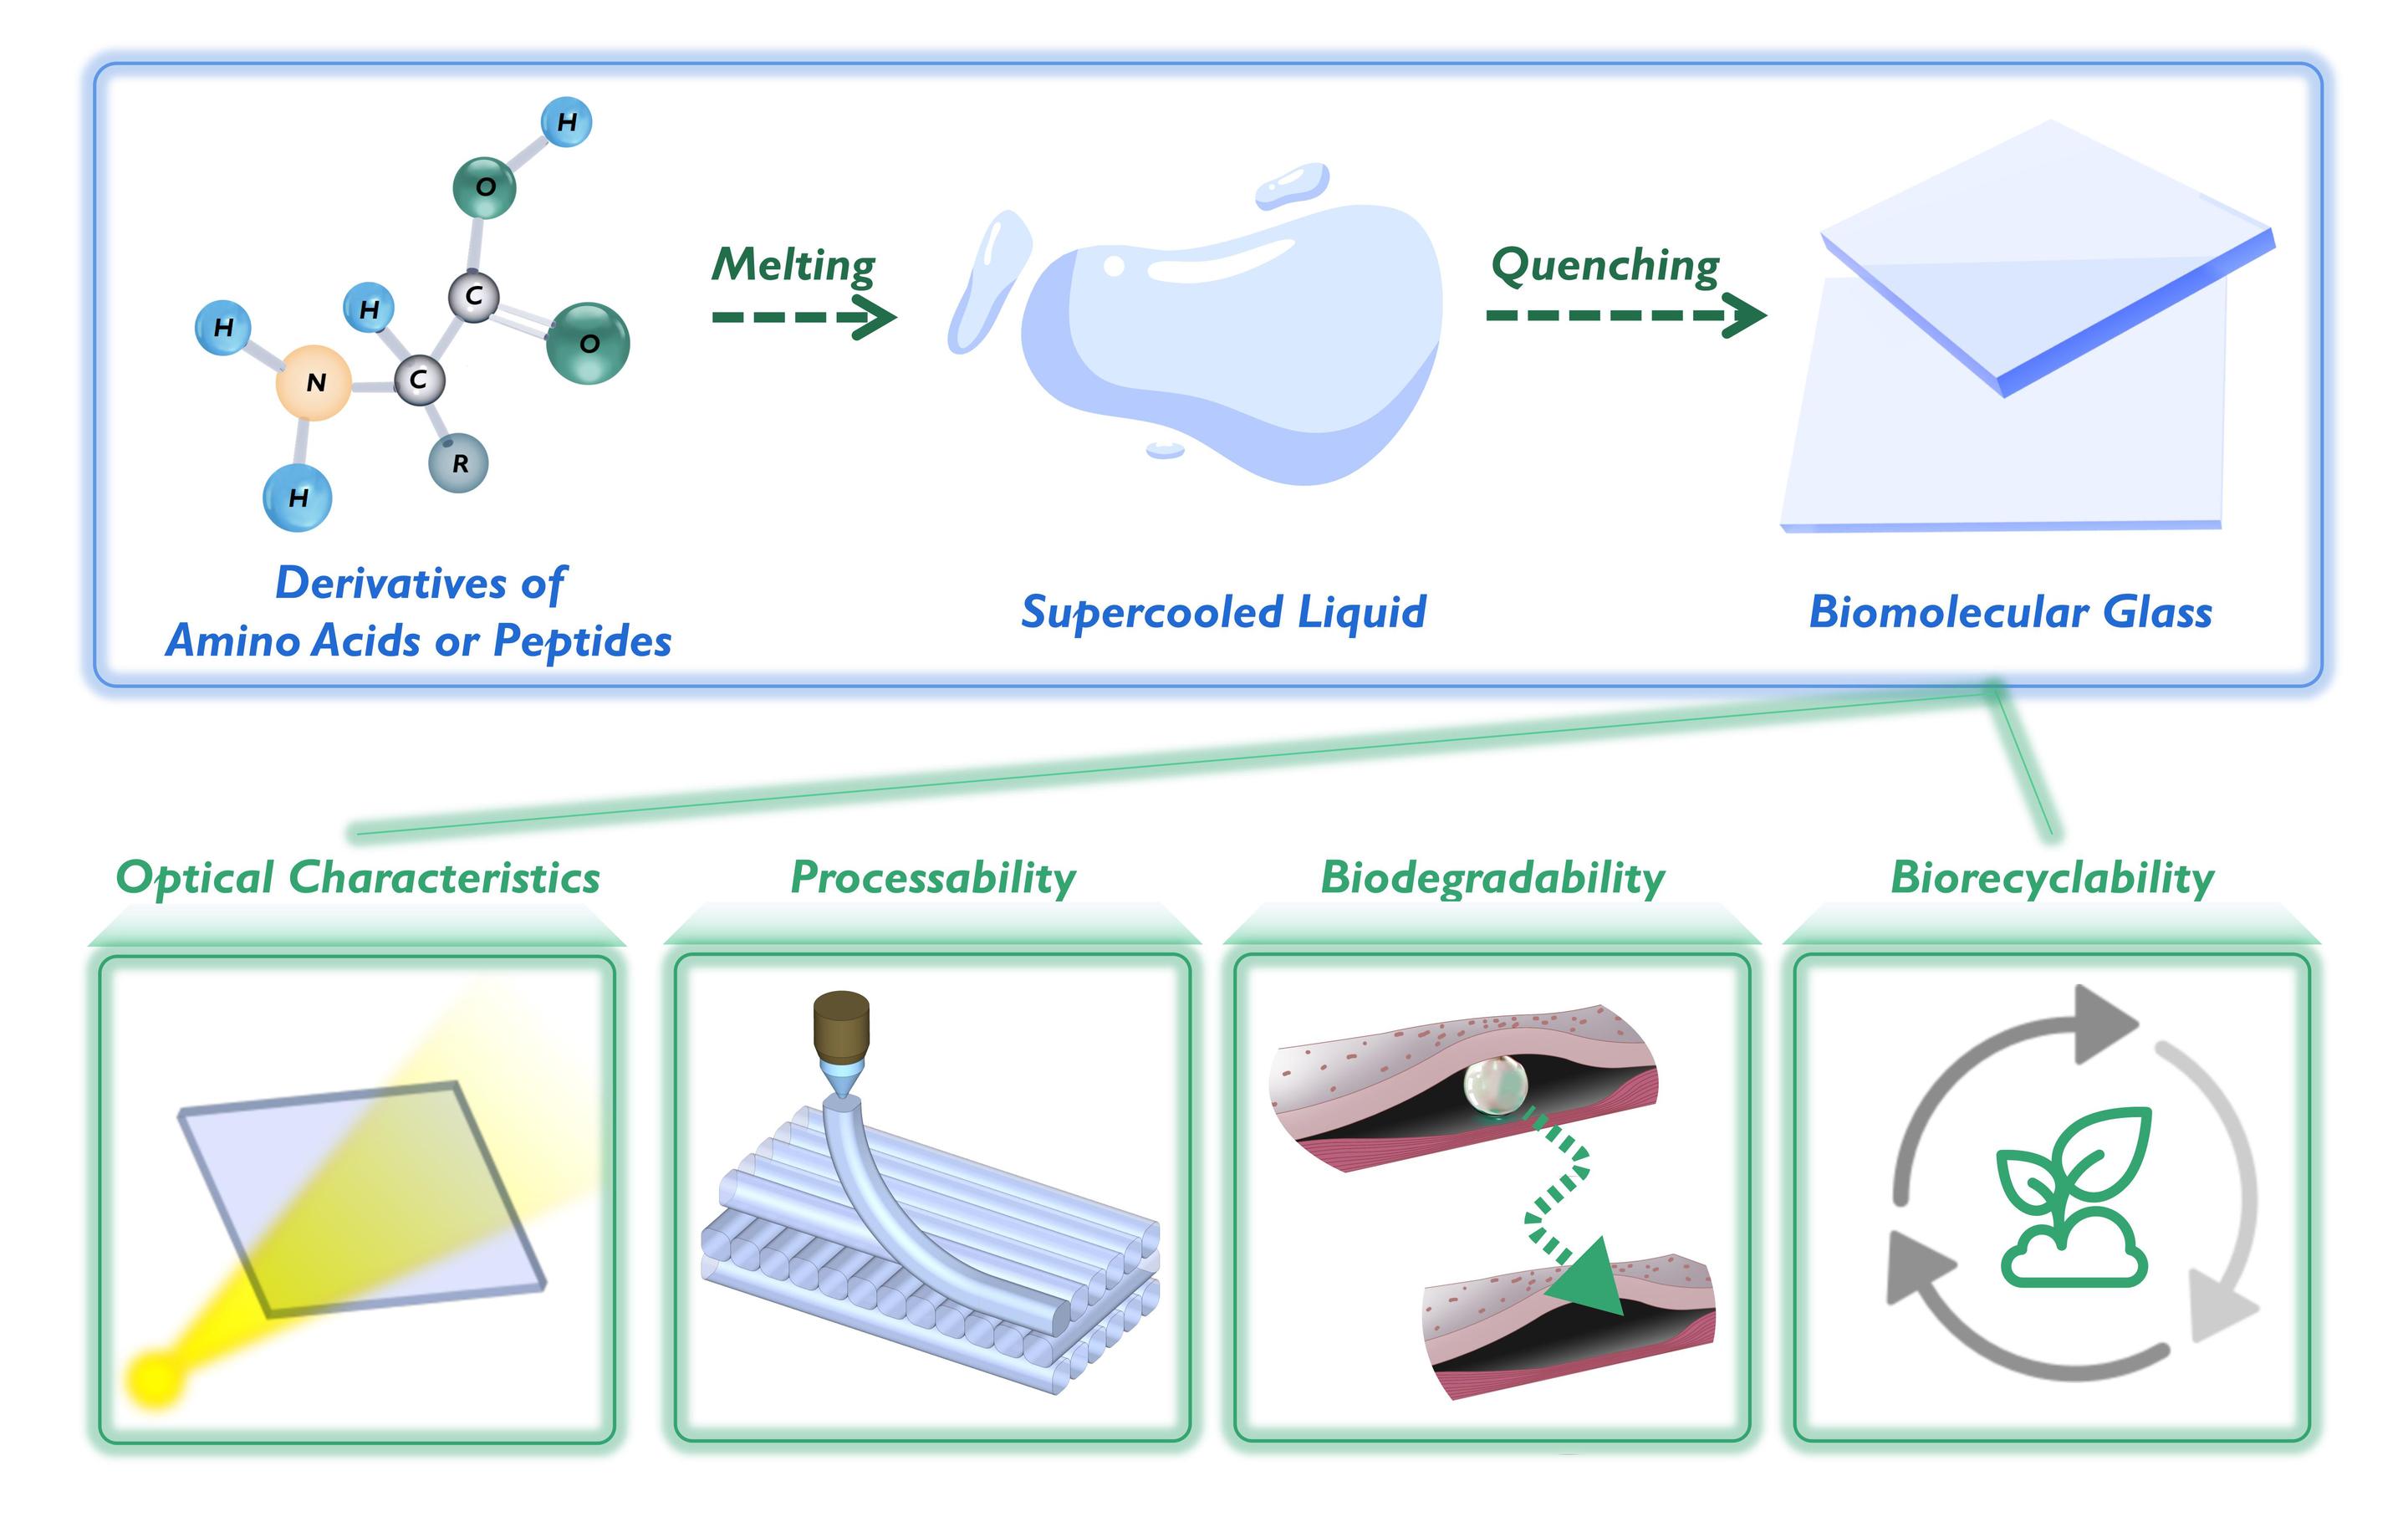 H
O
C
H
H
O
N
C
R
H
Melting
Quenching
Derivatives of
Amino Acids or Peptides
Supercooled Liquid
Biomolecular Glass
Optical Characteristics
Processability
Biodegradability
Biorecyclability